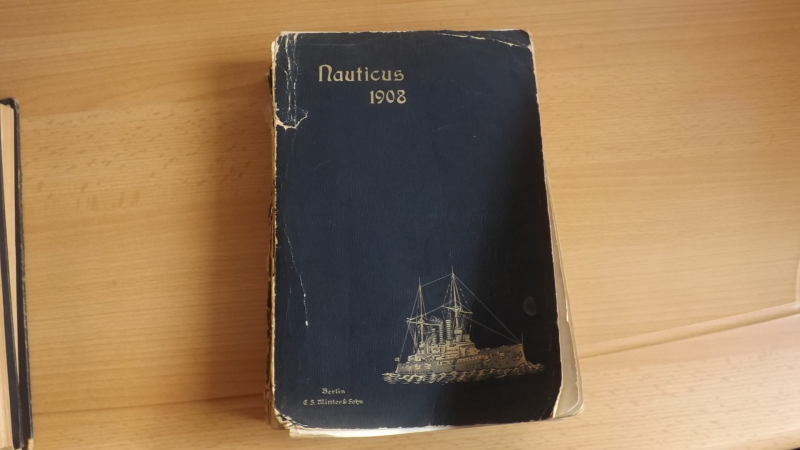 Nauticus
1908
Berlin
E. S. Mittler & Sohn